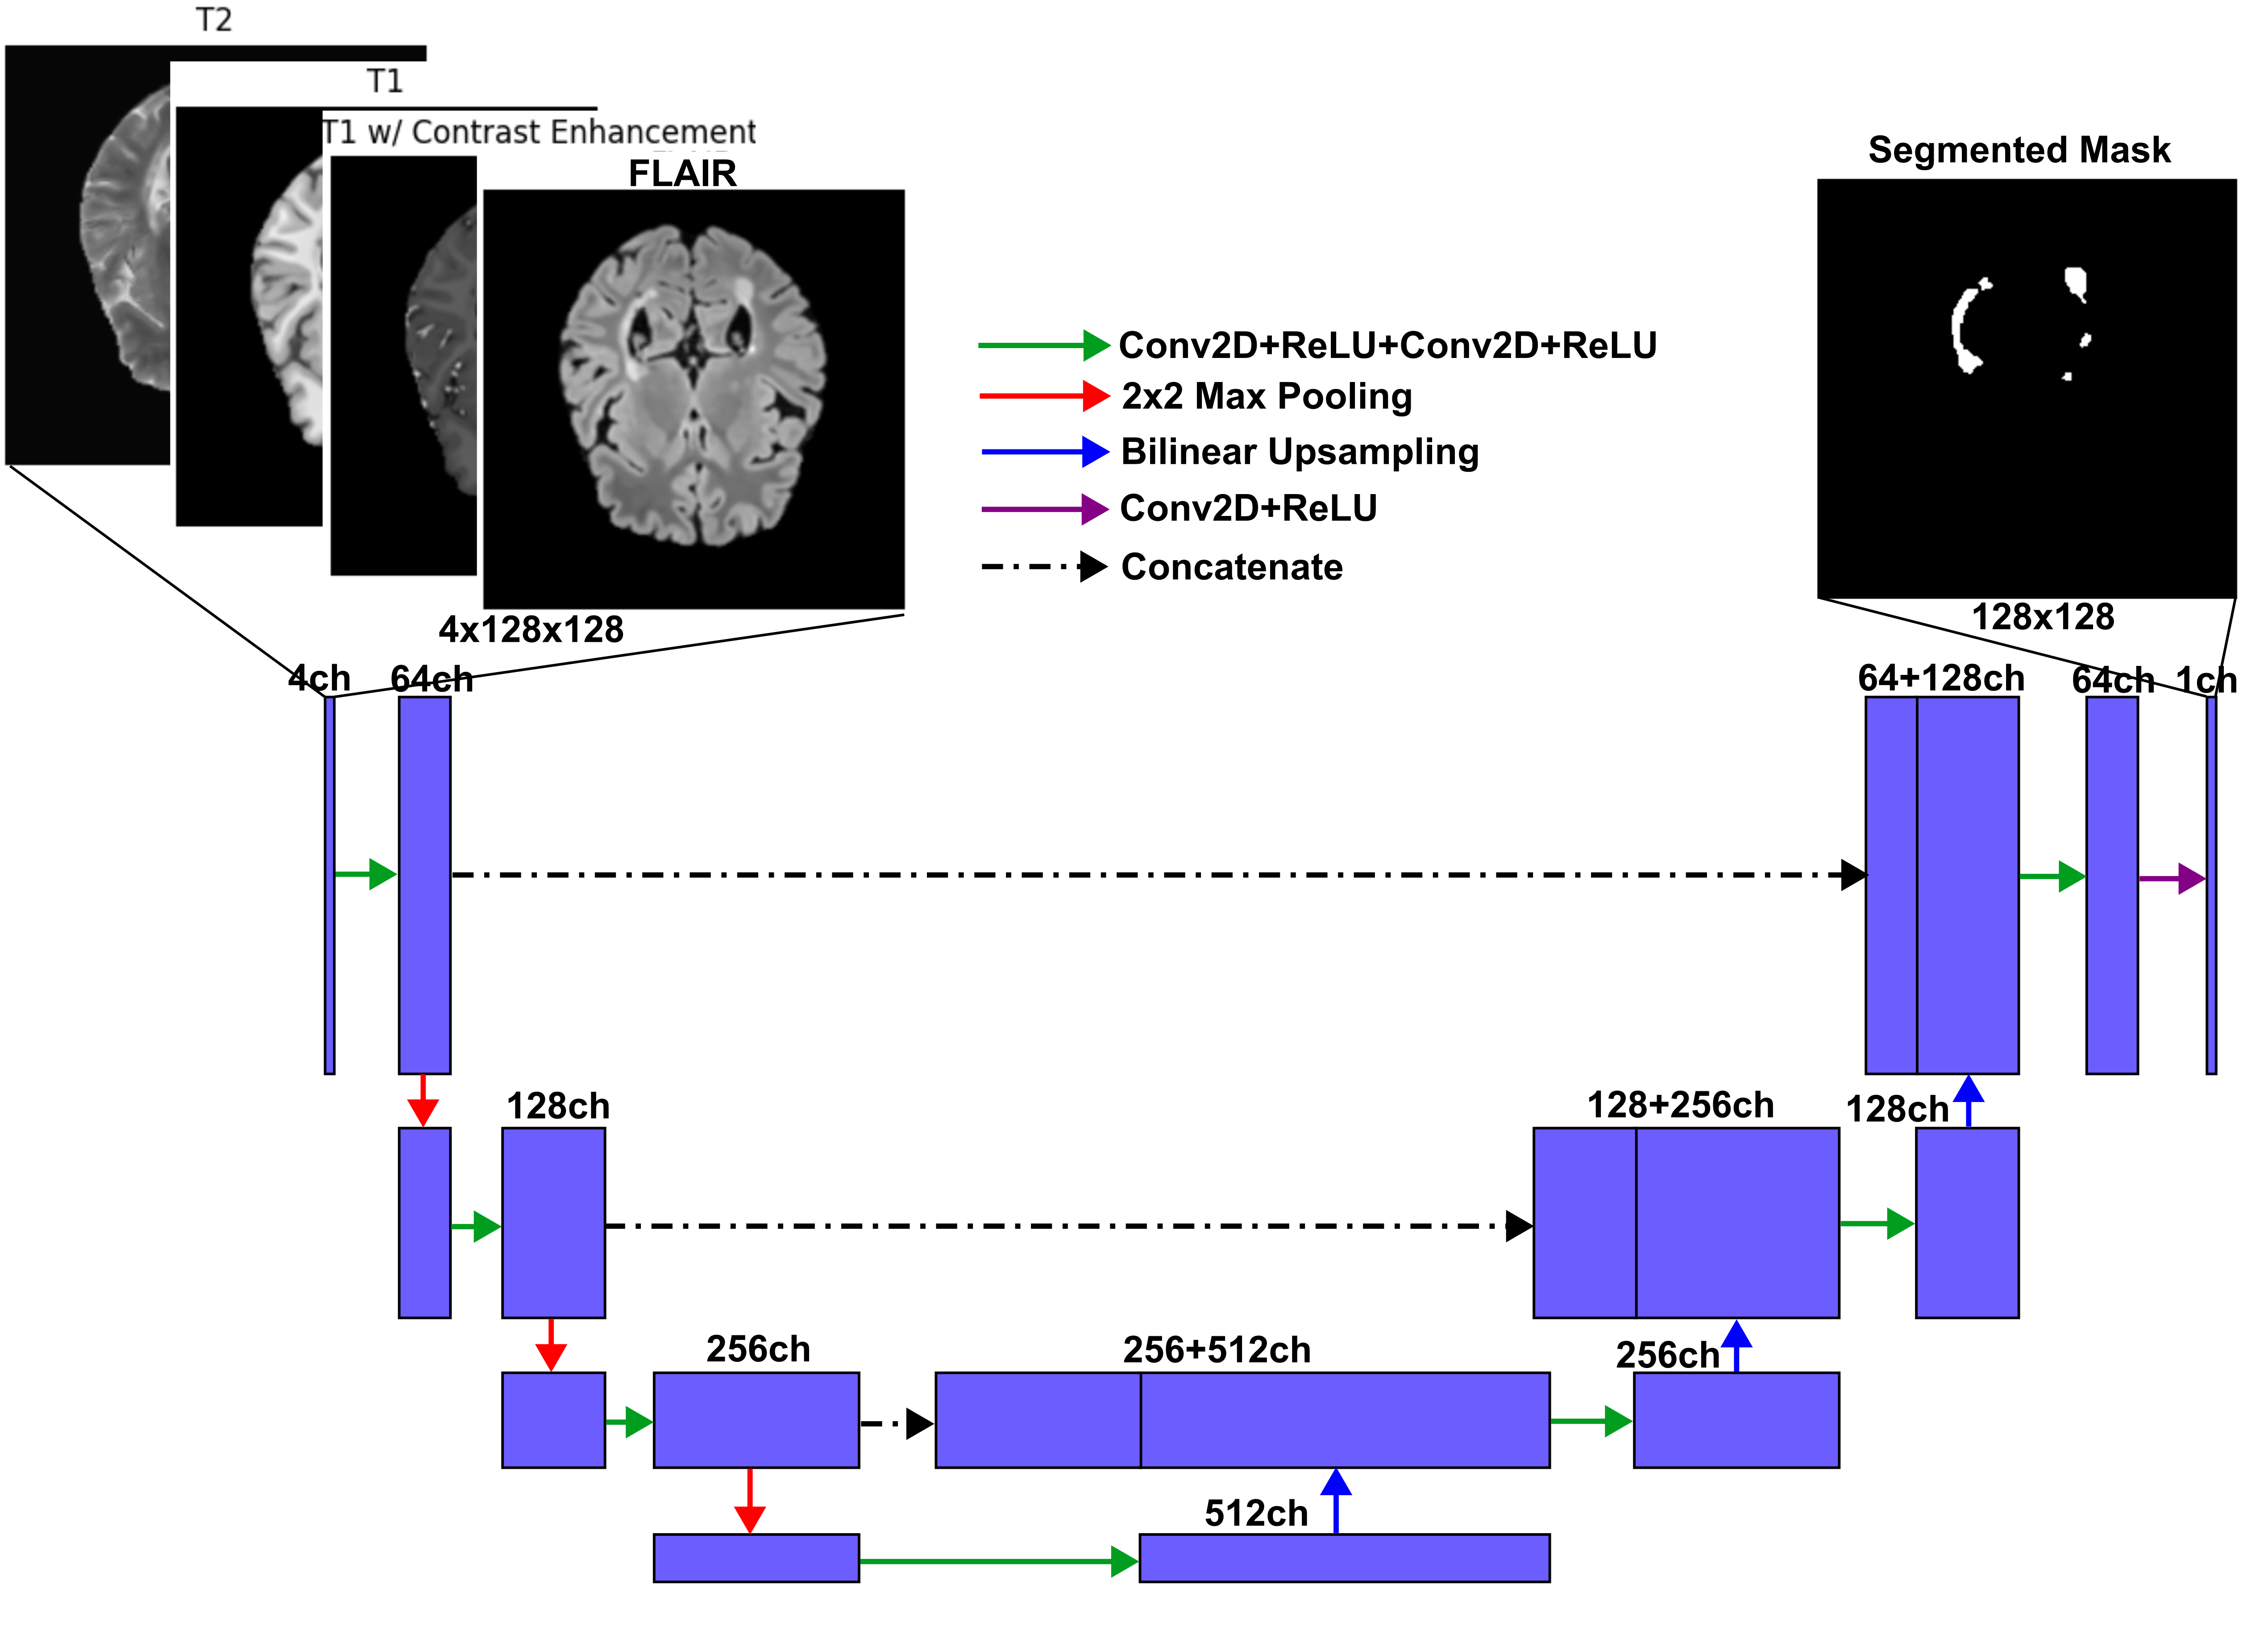 T2
T1
T1 w/ Contrast Enhancement
FLAIR
4x128x128
Segmented Mask
128x128
Conv2D+ReLU+Conv2D+ReLU
2x2 Max Pooling
Bilinear Upsampling
Conv2D+ReLU
Concatenate
4ch
64ch
64+128ch
64ch
1ch
128ch
128+256ch
128ch
256ch
256+512ch
256ch
512ch